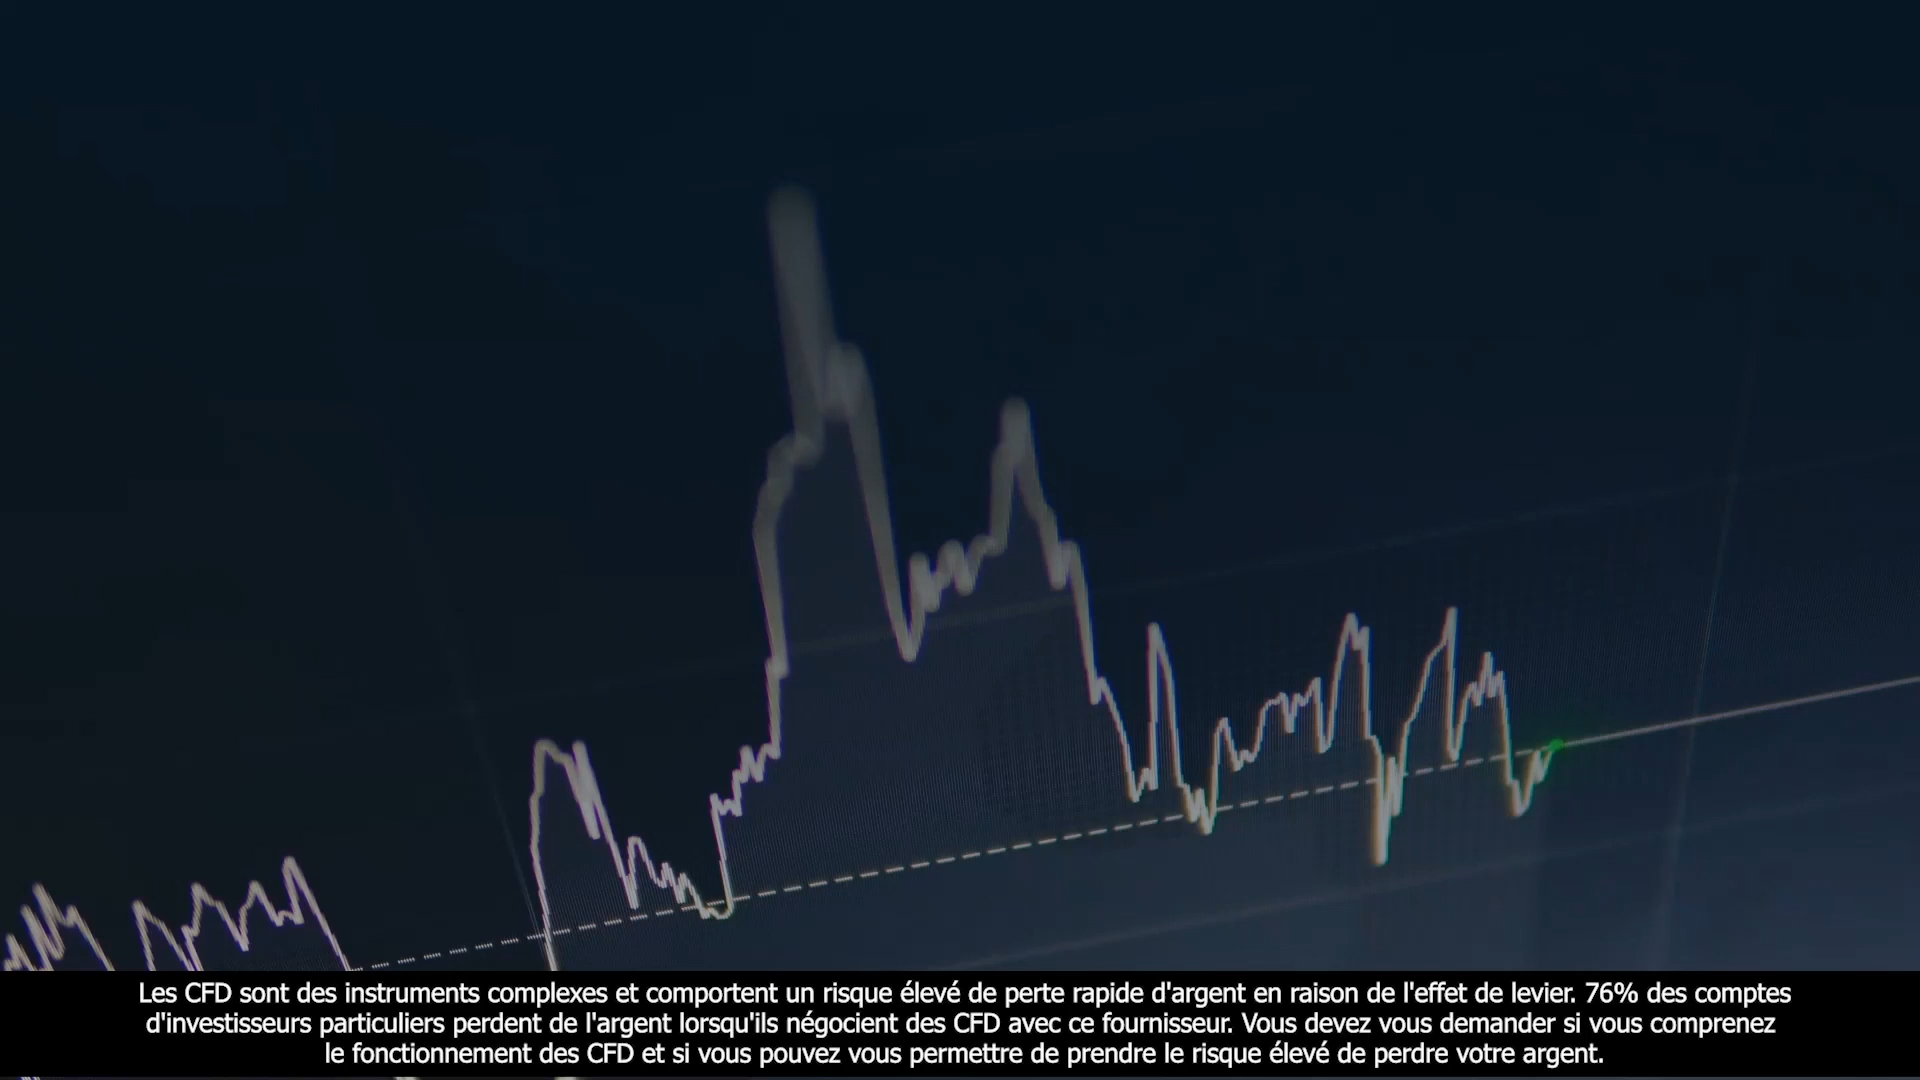 Les CFD sont des instruments complexes et comportent un risque élevé de perte rapide d'argent en raison de l'effet de levier. 76% des comptes
d'investisseurs particuliers perdent de l'argent lorsqu'ils négocient des CFD avec ce fournisseur. Vous devez vous demander si vous comprenez
le fonctionnement des CFD et si vous pouvez vous permettre de prendre le risque élevé de perdre votre argent.